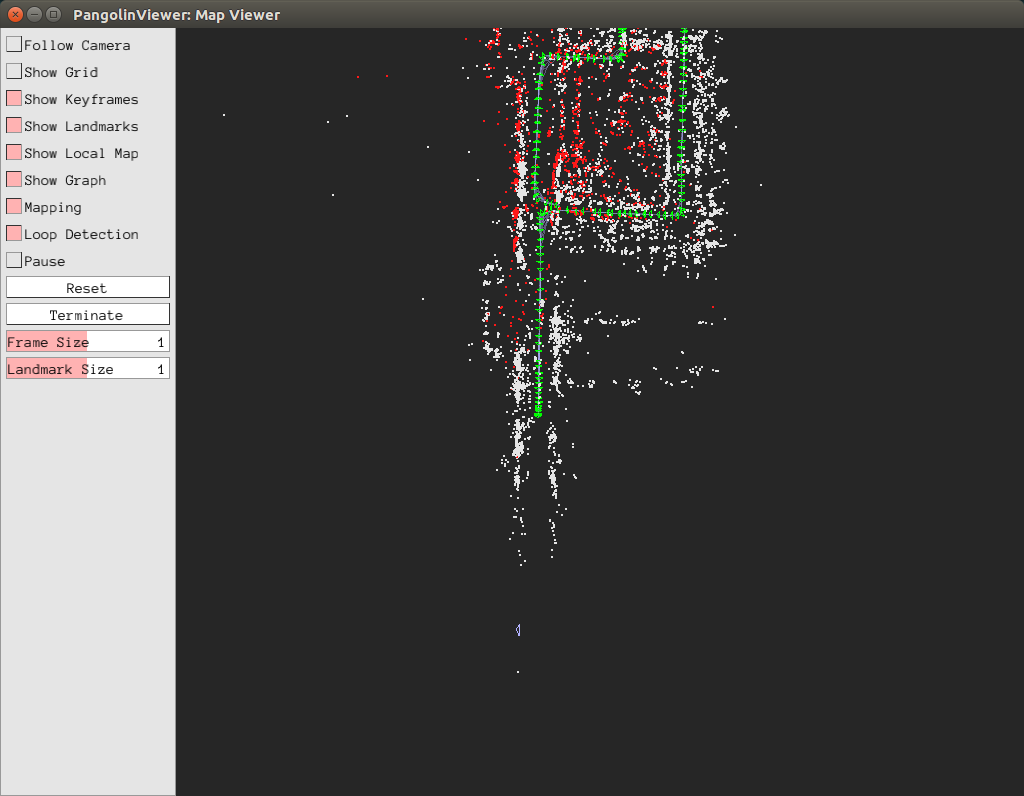 PangolinViewer: Map Viewer
Follow Camera
Show Grid
Show Keyframes
Show Landmarks
Show Local Map
Show Graph
Mapping
Loop Detection
Pause
Reset
Terminate
Frame Size 1
Landmark Size 1